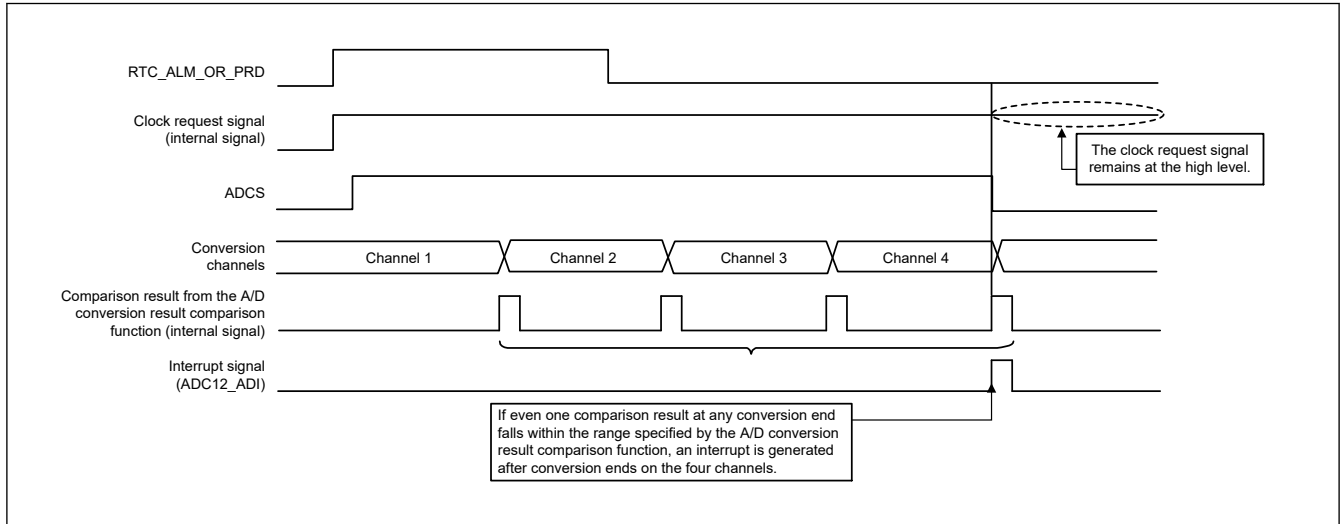 RTC_ALM_OR_PRD
Clock request signal
(internal signal)
The clock request signal
remains at the high level.
ADCS
Conversion
channels
Channel 1
Channel 2
Channel 3
Channel 4
Comparison result from the A/D
conversion result comparison
function (internal signal)
Interrupt signal
(ADC12_ADI)
If even one comparison result at any conversion end
falls within the range specified by the A/D conversion
result comparison function, an interrupt is generated
after conversion ends on the four channels.